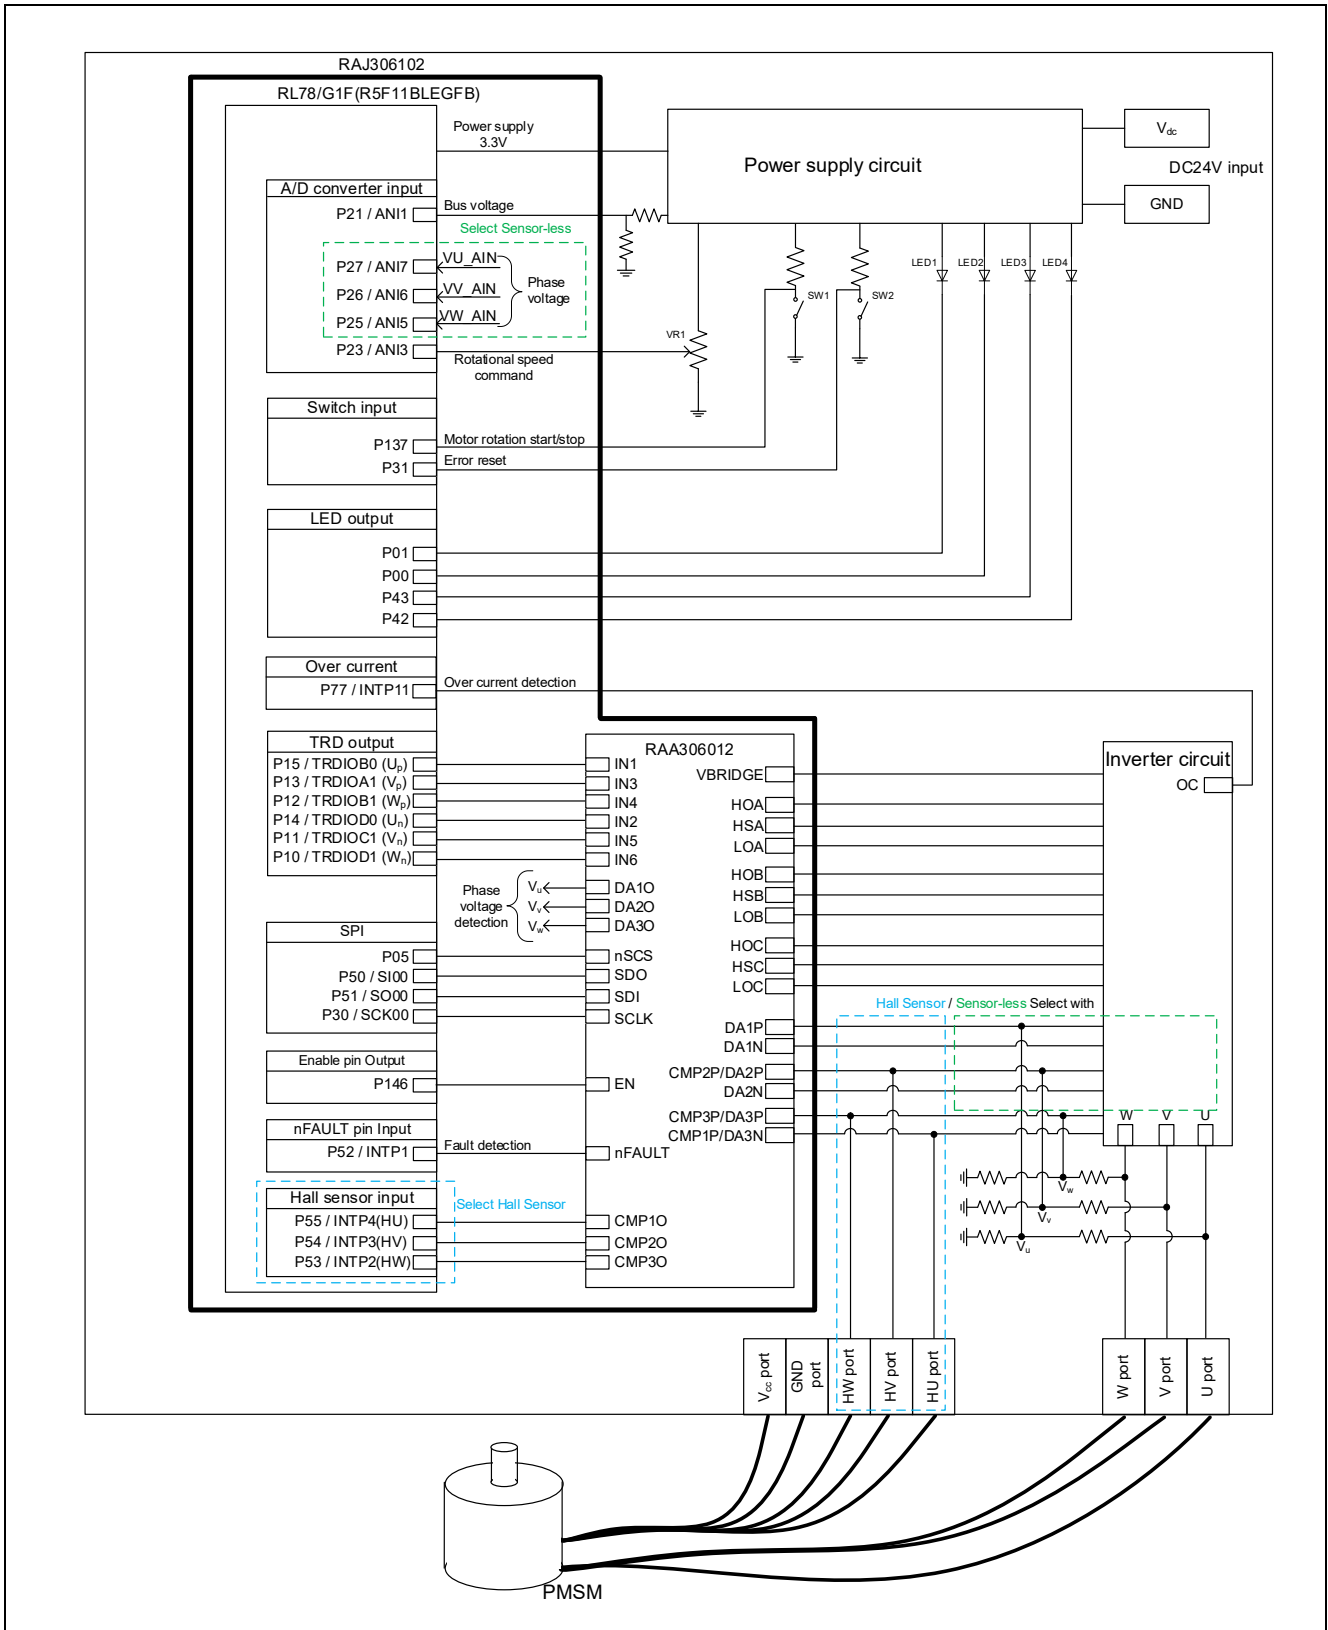 RAJ306102
RL78/G1F(R5F11BLEGFB)
Power supply
3.3V
Power supply circuit
Vdc
DC24V input
GND
A/D converter input
P21 / ANI1
Bus voltage
Select Sensor-less
P27 / ANI7
VU_AIN
P26 / ANI6
VV_AIN
P25 / ANI5
VW_AIN
Phase
voltage
P23 / ANI3
Rotational speed
command
VR1
SW1
SW2
LED1
LED2
LED3
LED4
Switch input
P137
Motor rotation start/stop
P31
Error reset
LED output
P01
P00
P43
P42
Over current
P77 / INTP11
Over current detection
TRD output
P15 / TRDIOB0 (Up)
P13 / TRDIOA1 (Vp)
P12 / TRDIOB1 (Wp)
P14 / TRDIOD0 (Un)
P11 / TRDIOC1 (Vn)
P10 / TRDIOD1 (Wn)
RAA306012
IN1
IN3
IN4
IN2
IN5
IN6
Phase
voltage
detection
Vu
Vv
Vw
DA1O
DA2O
DA3O
SPI
P05
P50 / SI00
P51 / SO00
P30 / SCK00
nSCS
SDO
SDI
SCLK
Enable pin Output
P146
EN
nFAULT pin Input
P52 / INTP1
Fault detection
nFAULT
Hall sensor input
Select Hall Sensor
P55 / INTP4(HU)
P54 / INTP3(HV)
P53 / INTP2(HW)
CMP1O
CMP2O
CMP3O
VBRIDGE
HOA
HSA
LOA
HOB
HSB
LOB
HOC
HSC
LOC
DA1P
DA1N
CMP2P/DA2P
DA2N
CMP3P/DA3P
CMP1P/DA3N
Inverter circuit
OC
Hall Sensor / Sensor-less Select with
W
V
U
Vw
Vv
Vu
Vcc port
GND
port
HW port
HV port
HU port
W port
V port
U port
PMSM